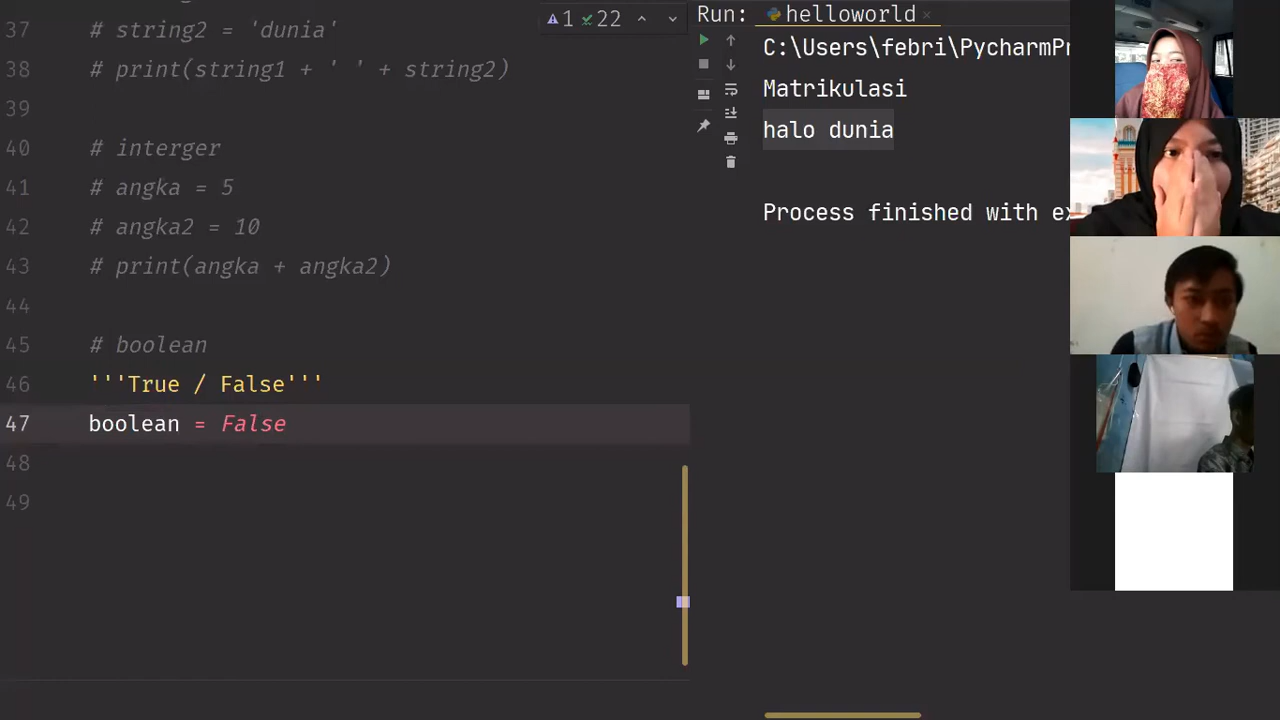 37 # string2 = 'dunia'
38 # print(string1 + ' ' + string2)
39
40 # interger
41 # angka = 5
42 # angka2 = 10
43 # print(angka + angka2)
44
45 # boolean
46 '''True / False'''
47 boolean = False
48
49
1 22
Run: helloworld
C:\Users\febri\PycharmPr
Matrikulasi
halo dunia
Process finished with ex